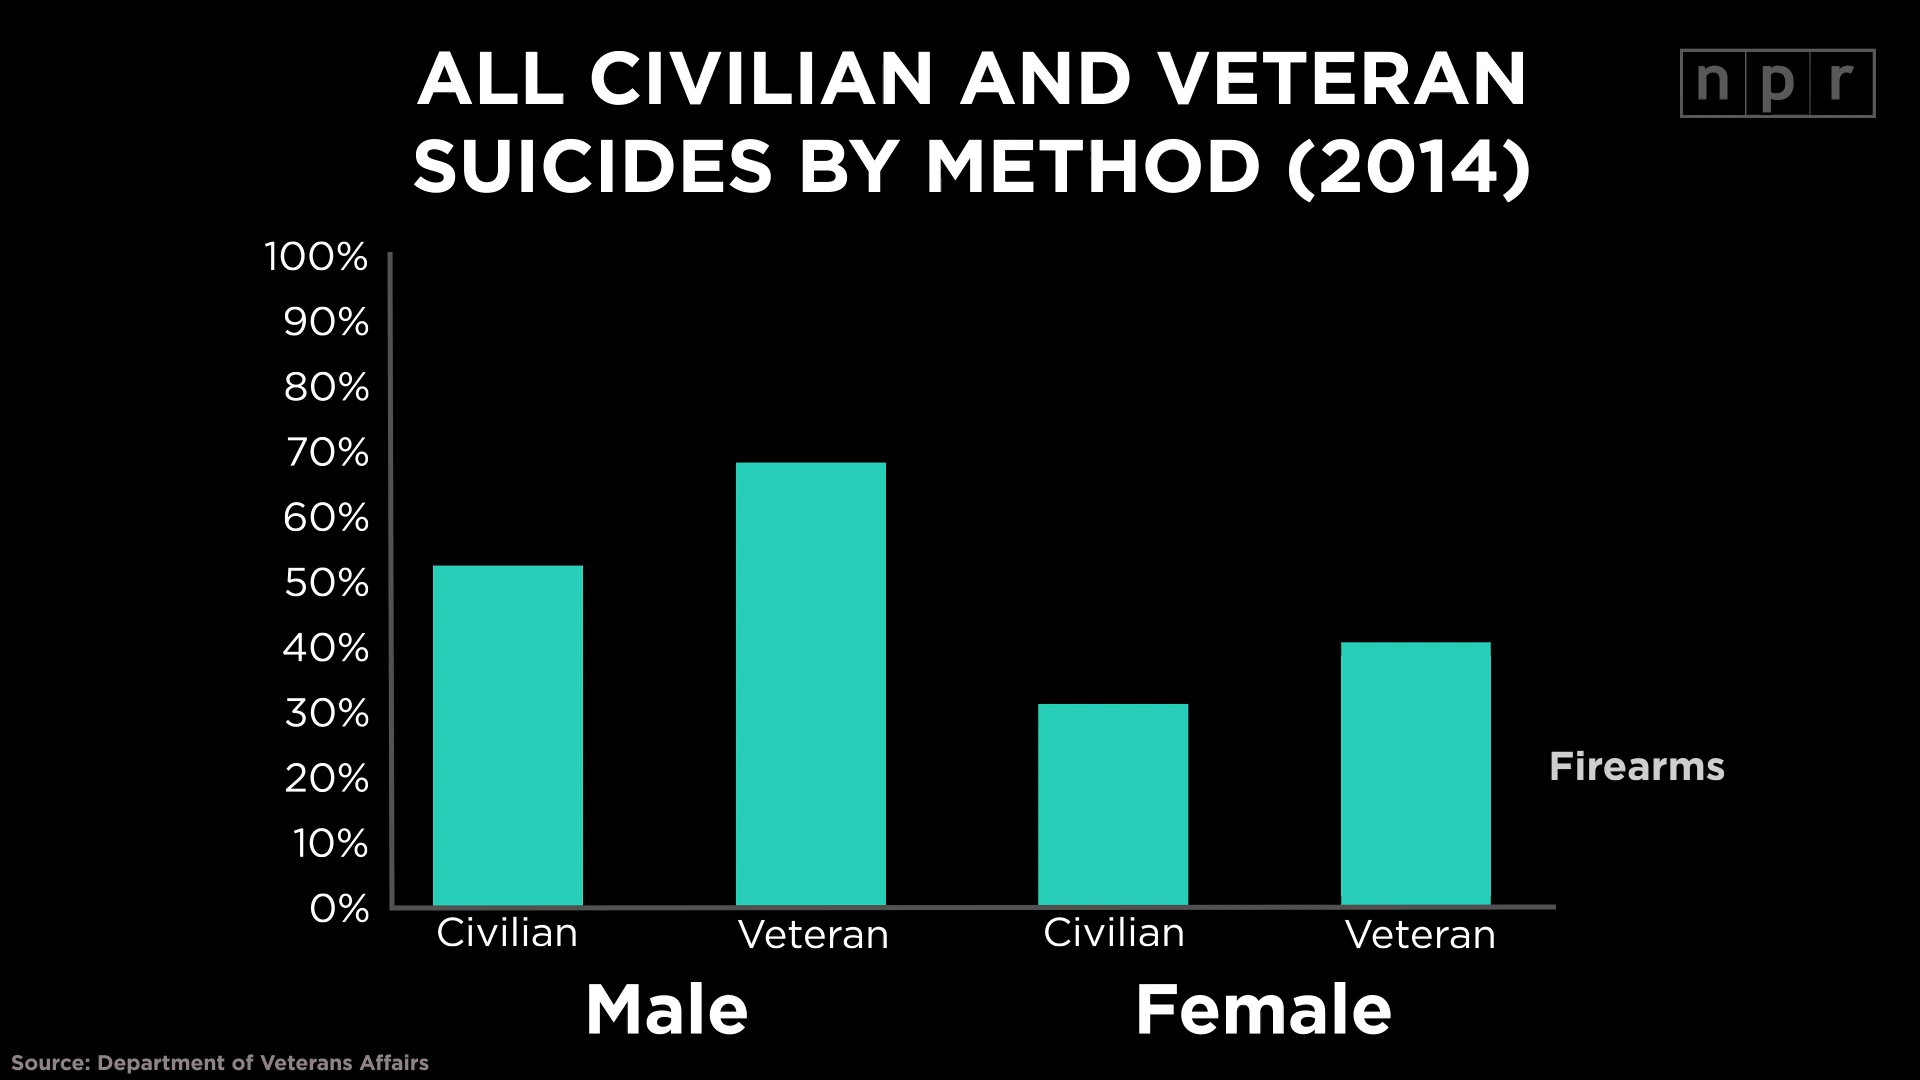 ALL CIVILIAN AND VETERAN
SUICIDES BY METHOD (2014)
npr
100%
90%
80%
70%
60%
50%
40%
30%
20%
10%
0%
Firearms
Civilian
Veteran
Civilian
Veteran
Male
Female
Source: Department of Veterans Affairs